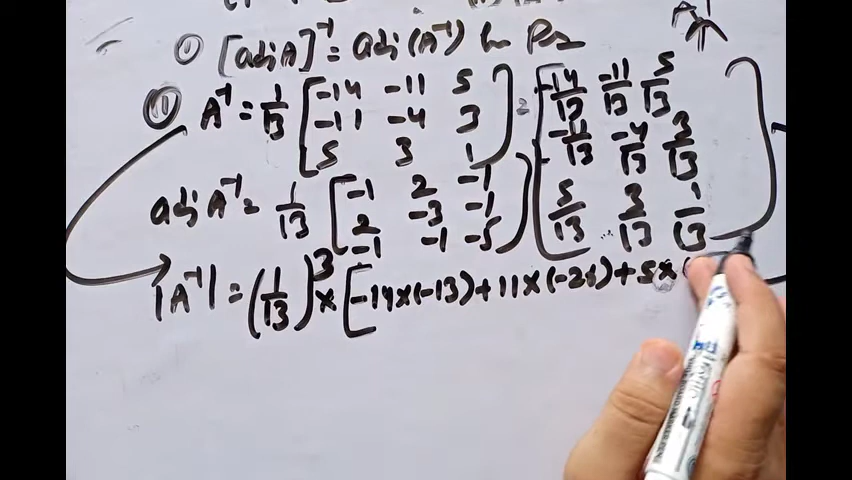 (i) [adj A]⁻¹ = adj(A⁻¹)
(ii) A⁻¹ = 1/13 [-14 -11 5 = [-14/13 -11/13 5/13
-11 -4 3 -11/13 -4/13 3/13
5 3 1] 5/13 3/13 1/13]
adj A⁻¹ = 1/13 [-1 2 -1
2 -3 -1
-1 -1 -5]
|A⁻¹| = (1/13)³ × [-14×(-13)+11×(-26)+5×(